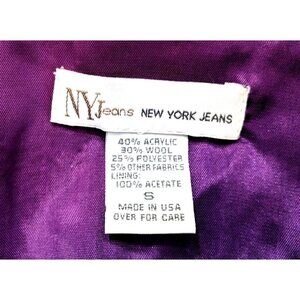 NYJeans NEW YORK JEANS
40% ACRYLIC
30% WOOL
25% POLYESTER
5% OTHER FABRICS
LINING:
100% ACETATE
S
MADE IN USA
OVER FOR CARE